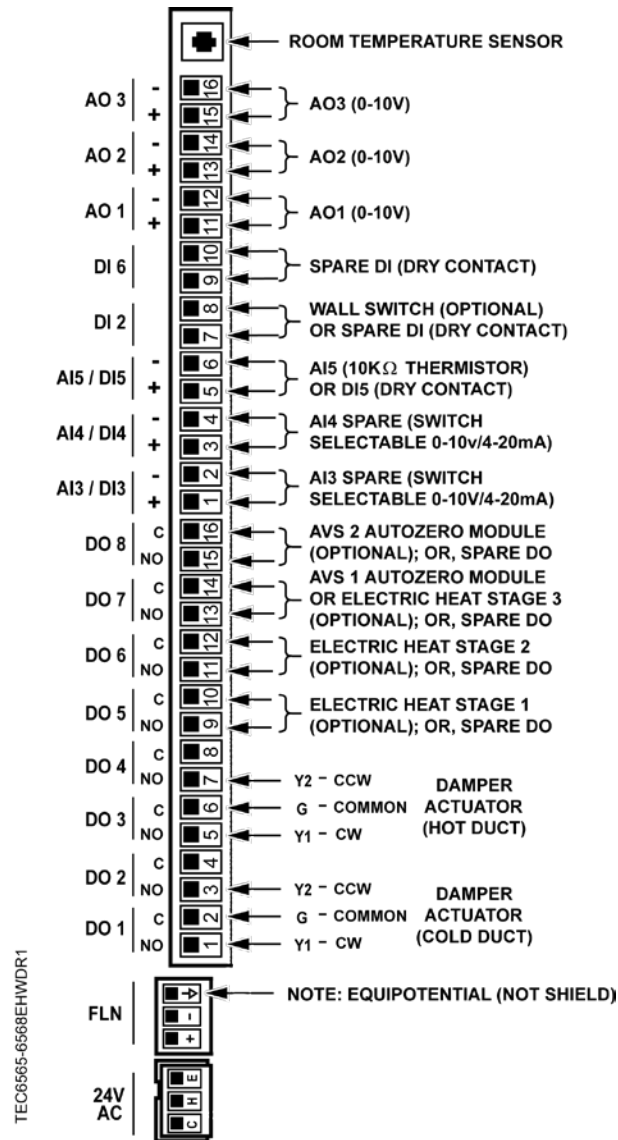 ROOM TEMPERATURE SENSOR
AO 3 - 16
+ 15
AO3 (0-10V)
AO 2 - 14
+ 13
AO2 (0-10V)
AO 1 - 12
+ 11
AO1 (0-10V)
DI 6 10
9
SPARE DI (DRY CONTACT)
DI 2 8
7
WALL SWITCH (OPTIONAL)
OR SPARE DI (DRY CONTACT)
AI5 / DI5 - 6
+ 5
AI5 (10KΩ THERMISTOR)
OR DI5 (DRY CONTACT)
AI4 / DI4 - 4
+ 3
AI4 SPARE (SWITCH
SELECTABLE 0-10v/4-20mA)
AI3 / DI3 - 2
+ 1
AI3 SPARE (SWITCH
SELECTABLE 0-10V/4-20mA)
DO 8 C 16
NO 15
AVS 2 AUTOZERO MODULE
(OPTIONAL); OR, SPARE DO
DO 7 C 14
NO 13
AVS 1 AUTOZERO MODULE
OR ELECTRIC HEAT STAGE 3
(OPTIONAL); OR, SPARE DO
DO 6 C 12
NO 11
ELECTRIC HEAT STAGE 2
(OPTIONAL); OR, SPARE DO
DO 5 C 10
NO 9
ELECTRIC HEAT STAGE 1
(OPTIONAL); OR, SPARE DO
DO 4 C 8
NO 7 Y2 - CCW
DO 3 C 6 G - COMMON
NO 5 Y1 - CW
DAMPER
ACTUATOR
(HOT DUCT)
DO 2 C 4
NO 3 Y2 - CCW
DO 1 C 2 G - COMMON
NO 1 Y1 - CW
DAMPER
ACTUATOR
(COLD DUCT)
FLN
NOTE: EQUIPOTENTIAL (NOT SHIELD)
-
+
24V
AC
E
H
C
TEC6565-6568EHWDR1